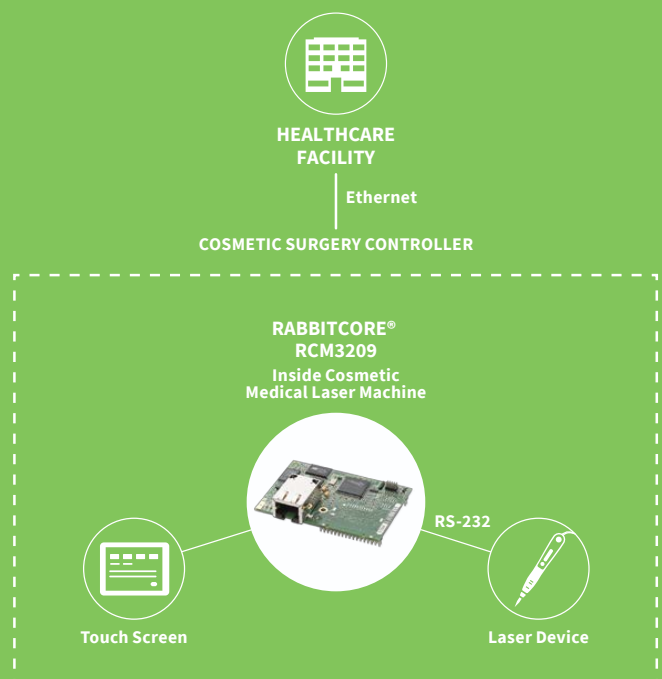 HEALTHCARE
FACILITY
Ethernet
COSMETIC SURGERY CONTROLLER
RABBITCORE®
RCM3209
Inside Cosmetic
Medical Laser Machine
RS-232
Touch Screen
Laser Device